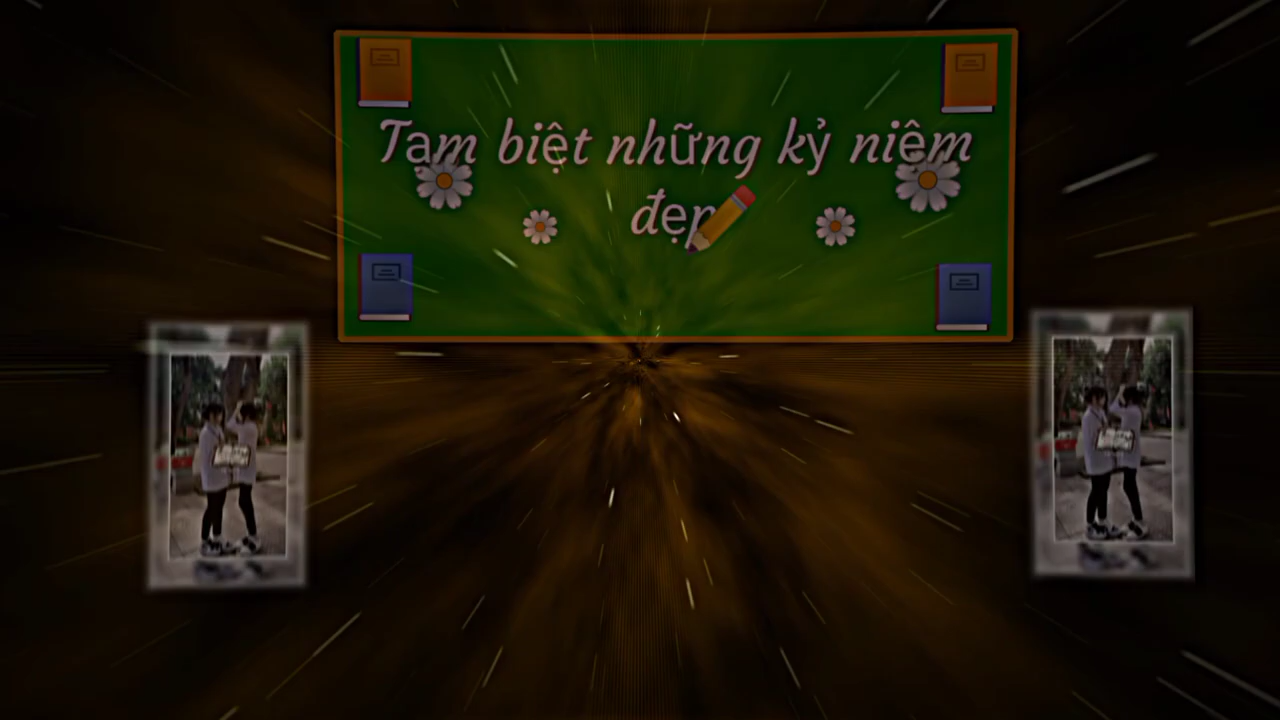 Tạm biệt những kỷ niệm
đẹp